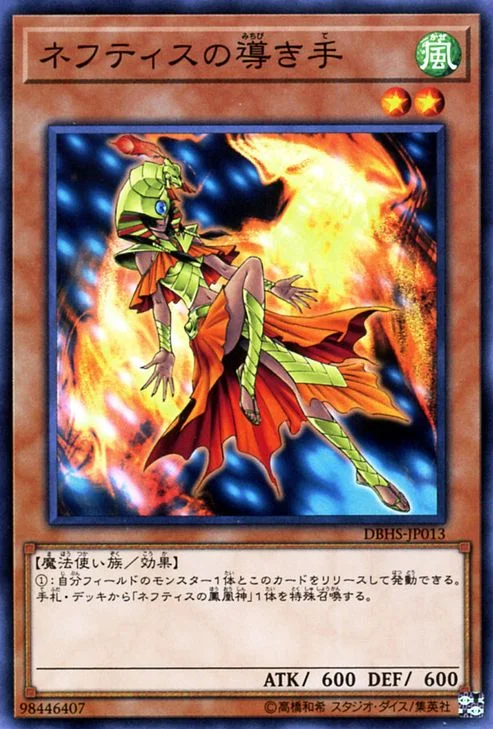 ネフティスの導き手
風
DBHS-JP013
【魔法使い族／効果】
①:自分フィールドのモンスター1体とこのカードをリリースして発動できる。
手札・デッキから「ネフティスの鳳凰神」1体を特殊召喚する。
ATK/ 600 DEF/ 600
98446407
©高橋和希 スタジオ・ダイス/集英社